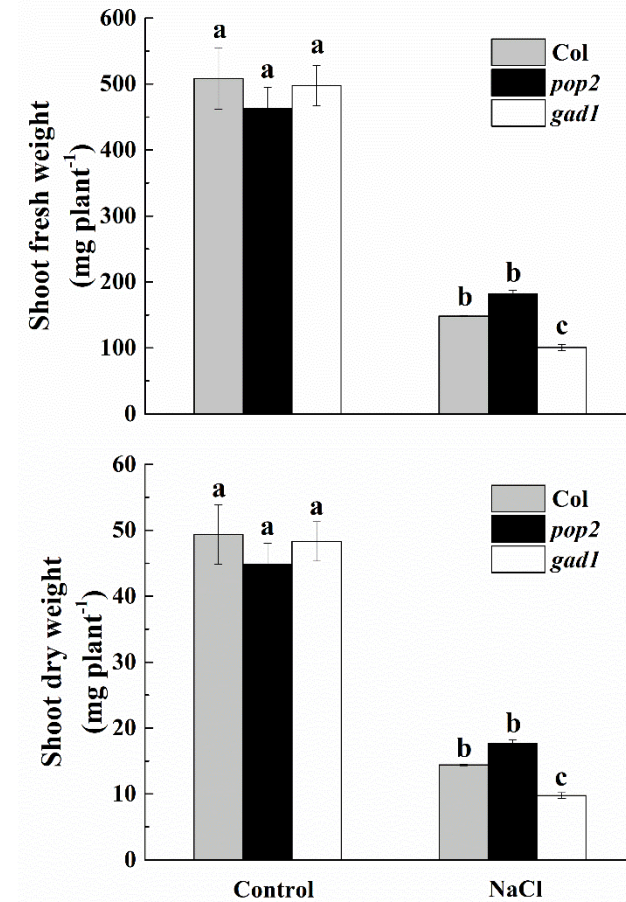 600
500
400
300
200
100
0
Shoot fresh weight
(mg plant⁻¹)
a
a
a
b
b
c
Col
pop2
gad1
60
50
40
30
20
10
0
Shoot dry weight
(mg plant⁻¹)
a
a
a
b
b
c
Col
pop2
gad1
Control NaCl